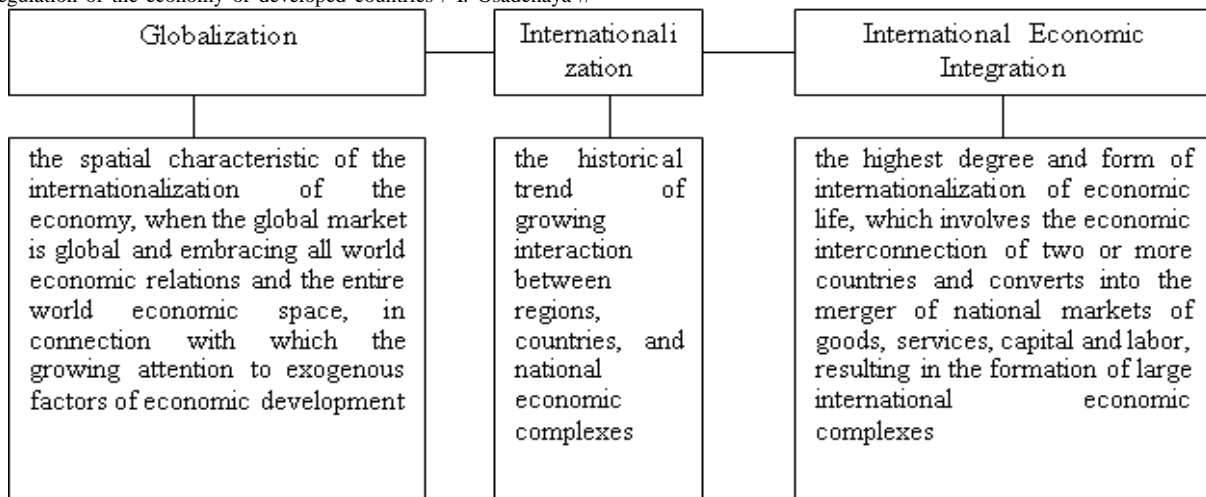 regulation of the economy of developed countries / I. Osadchaya //
Globalization
Internationali
zation
International Economic
Integration
the spatial characteristic of the
internationalization of the
economy, when the global market
is global and embracing all world
economic relations and the entire
world economic space, in
connection with which the
growing attention to exogenous
factors of economic development
the historical
trend of
growing
interaction
between
regions,
countries, and
national
economic
complexes
the highest degree and form of
internationalization of economic
life, which involves the economic
interconnection of two or more
countries and converts into the
merger of national markets of
goods, services, capital and labor,
resulting in the formation of large
international economic
complexes